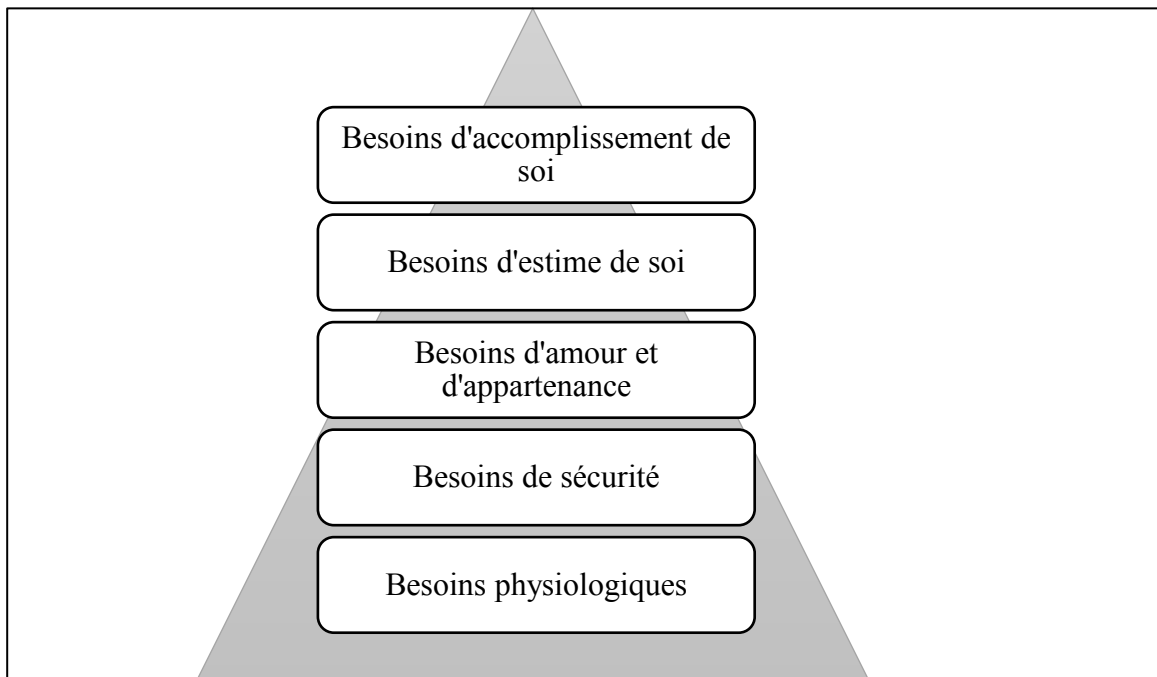 Besoins d'accomplissement de
soi
Besoins d'estime de soi
Besoins d'amour et
d'appartenance
Besoins de sécurité
Besoins physiologiques